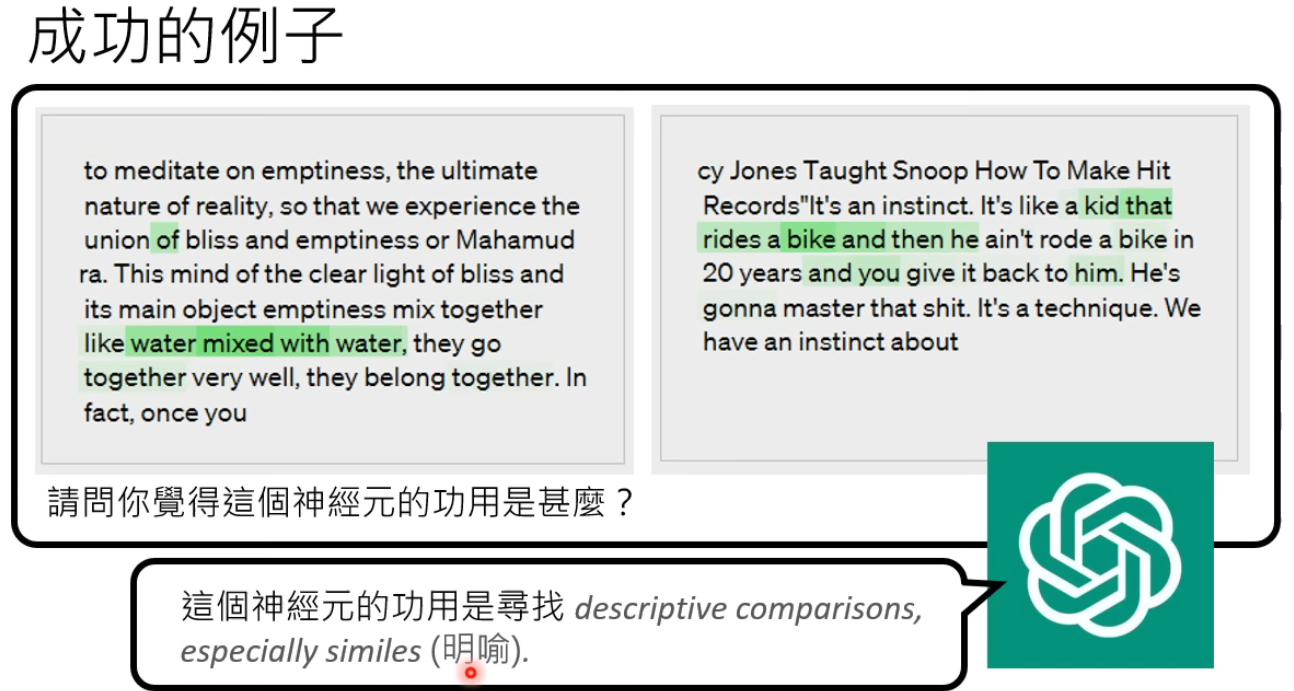 成功的例子
to meditate on emptiness, the ultimate
nature of reality, so that we experience the
union of bliss and emptiness or Mahamud
ra. This mind of the clear light of bliss and
its main object emptiness mix together
like water mixed with water, they go
together very well, they belong together. In
fact, once you
cy Jones Taught Snoop How To Make Hit
Records"It's an instinct. It's like a kid that
rides a bike and then he ain't rode a bike in
20 years and you give it back to him. He's
gonna master that shit. It's a technique. We
have an instinct about
請問你覺得這個神經元的功用是甚麼？
這個神經元的功用是尋找 descriptive comparisons,
especially similes (明喻).